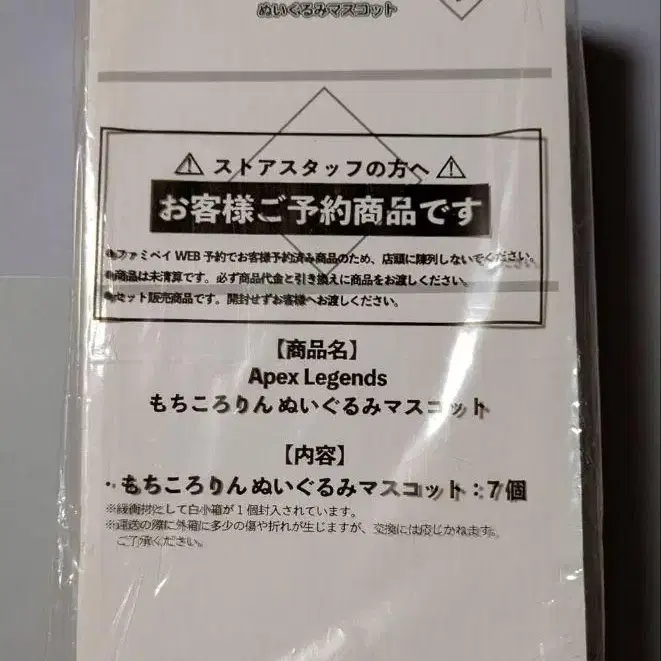 ぬいぐるみマスコット
⚠ ストアスタッフの方へ ⚠
お客様ご予約商品です
●ファミペイWEB予約でお客様予約済み商品のため、店頭に陳列しないでください。
●商品は未清算です。必ず商品代金と引き換えに商品をお渡しください。
●セット販売商品です。開封せずお客様へお渡しください。
【商品名】
Apex Legends
もちころりん ぬいぐるみマスコット
【内容】
・もちころりん ぬいぐるみマスコット:7個
※緩衝材として白小箱が1個封入されています。
※運送の際に外箱に多少の傷や折れが生じますが、交換には応じかねます。
ご了承ください。